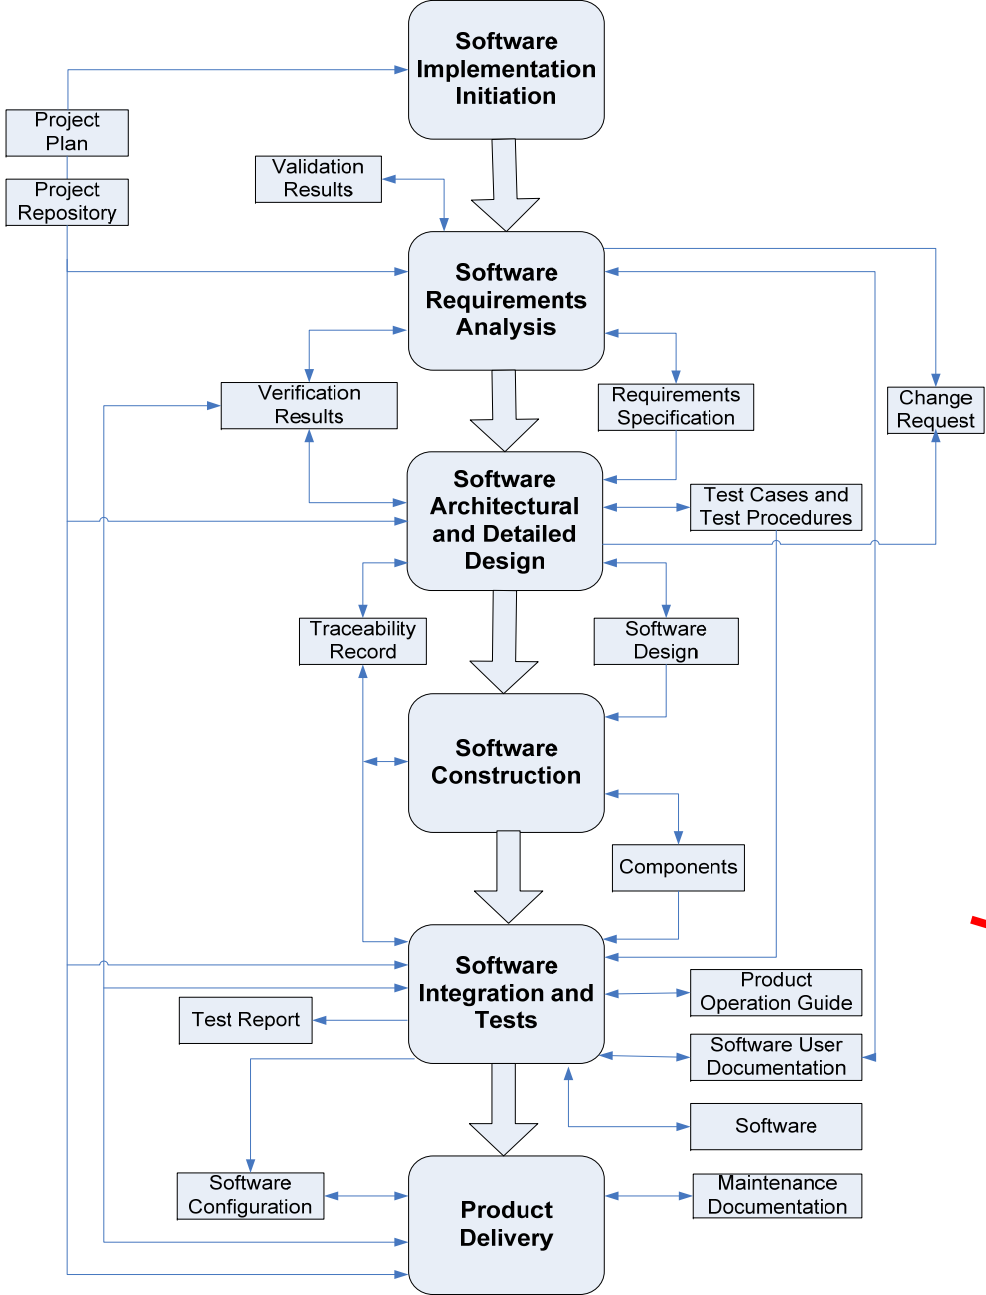 Software
Implementation
Initiation
Project
Plan
Validation
Results
Project
Repository
Software
Requirements
Analysis
Verification
Results
Requirements
Specification
Change
Request
Software
Architectural
and Detailed
Design
Test Cases and
Test Procedures
Traceability
Record
Software
Design
Software
Construction
Components
Software
Integration and
Tests
Product
Operation Guide
Test Report
Software User
Documentation
Software
Software
Configuration
Product
Delivery
Maintenance
Documentation